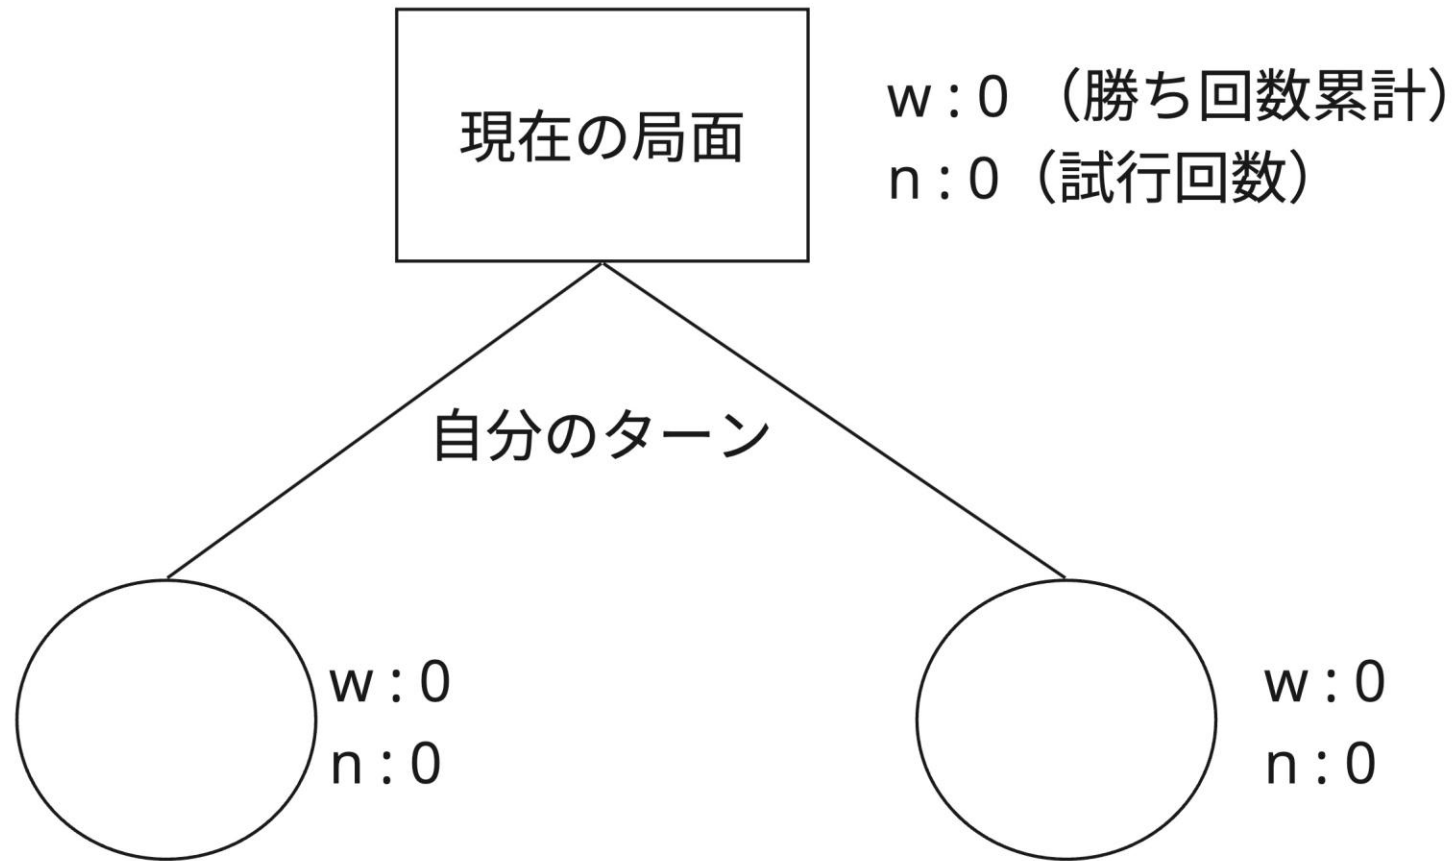 現在の局面
w : 0 （勝ち回数累計）
n : 0（試行回数）
自分のターン
w : 0
n : 0
w : 0
n : 0